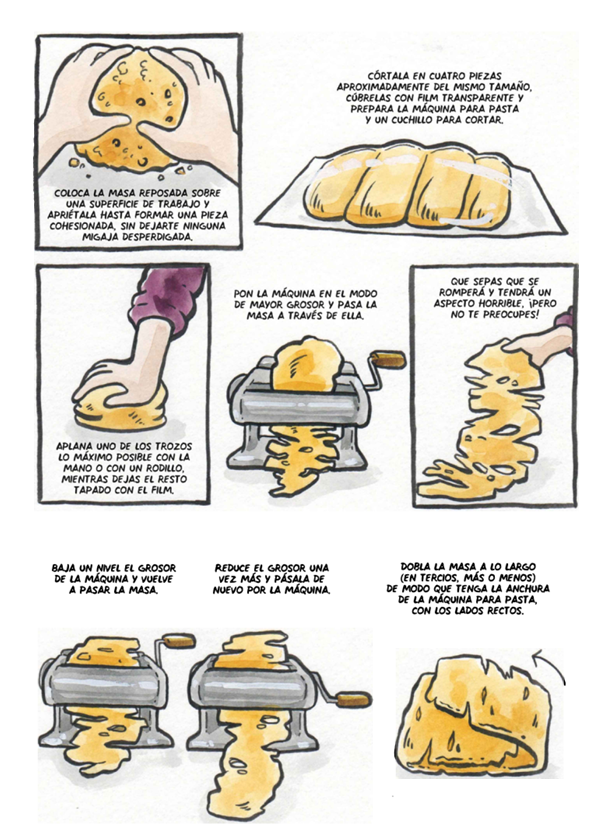 COLOCA LA MASA REPOSADA SOBRE
UNA SUPERFICIE DE TRABAJO Y
APRIÉTALA HASTA FORMAR UNA PIEZA
COHESIONADA, SIN DEJARTE NINGUNA
MIGAJA DESPERDIGADA.
CÓRTALA EN CUATRO PIEZAS
APROXIMADAMENTE DEL MISMO TAMAÑO,
CÚBRELAS CON FILM TRANSPARENTE Y
PREPARA LA MÁQUINA PARA PASTA
Y UN CUCHILLO PARA CORTAR.
APLANA UNO DE LOS TROZOS
LO MÁXIMO POSIBLE CON LA
MANO O CON UN RODILLO,
MIENTRAS DEJAS EL RESTO
TAPADO CON EL FILM.
PON LA MÁQUINA EN EL MODO
DE MAYOR GROSOR Y PASA LA
MASA A TRAVÉS DE ELLA.
QUE SEPAS QUE SE
ROMPERÁ Y TENDRÁ UN
ASPECTO HORRIBLE, ¡PERO
NO TE PREOCUPES!
BAJA UN NIVEL EL GROSOR
DE LA MÁQUINA Y VUELVE
A PASAR LA MASA.
REDUCE EL GROSOR UNA
VEZ MÁS Y PÁSALA DE
NUEVO POR LA MÁQUINA.
DOBLA LA MASA A LO LARGO
(EN TERCIOS, MÁS O MENOS)
DE MODO QUE TENGA LA ANCHURA
DE LA MÁQUINA PARA PASTA,
CON LOS LADOS RECTOS.